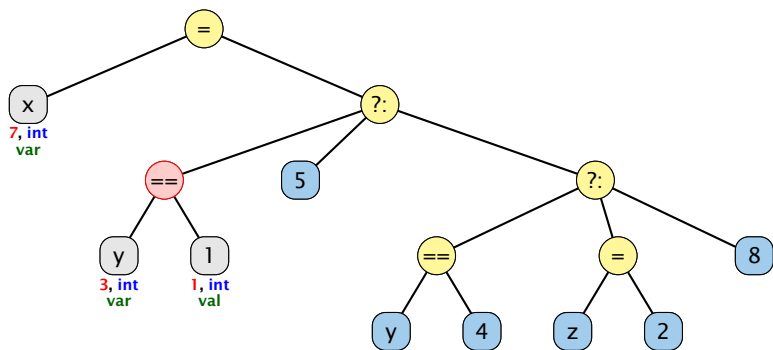 =
x
7, int
var
?:
==
5
?:
y
3, int
var
1
1, int
val
==
=
8
y
4
z
2